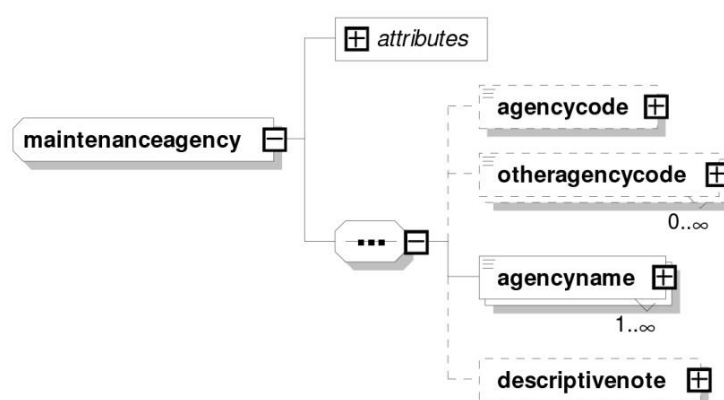 attributes
agencycode
maintenanceagency
otheragencycode
0..∞
agencyname
1..∞
descriptivenote